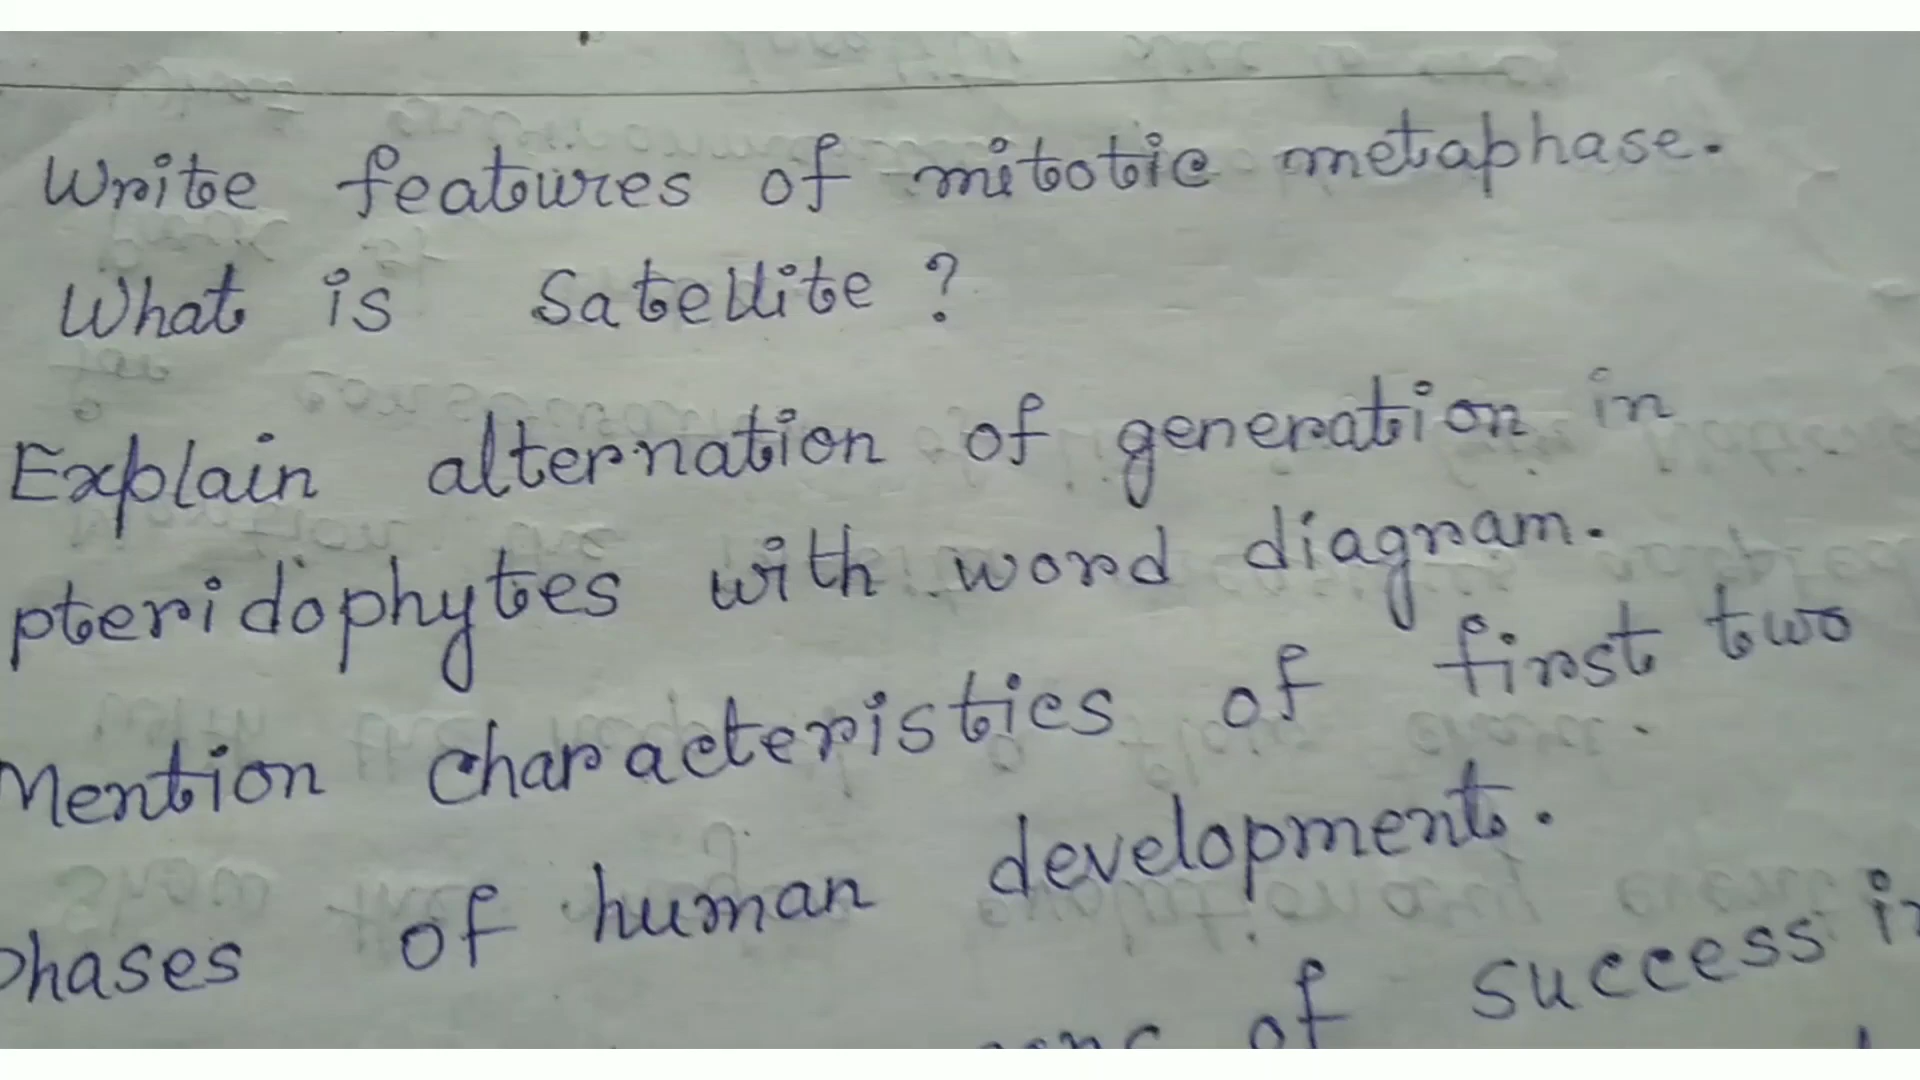 Write features of mitotic metaphase.
What is Satellite ?
Explain alternation of generation in
pteridophytes with word diagram.
Mention characteristics of first two
phases of human development.
of success in